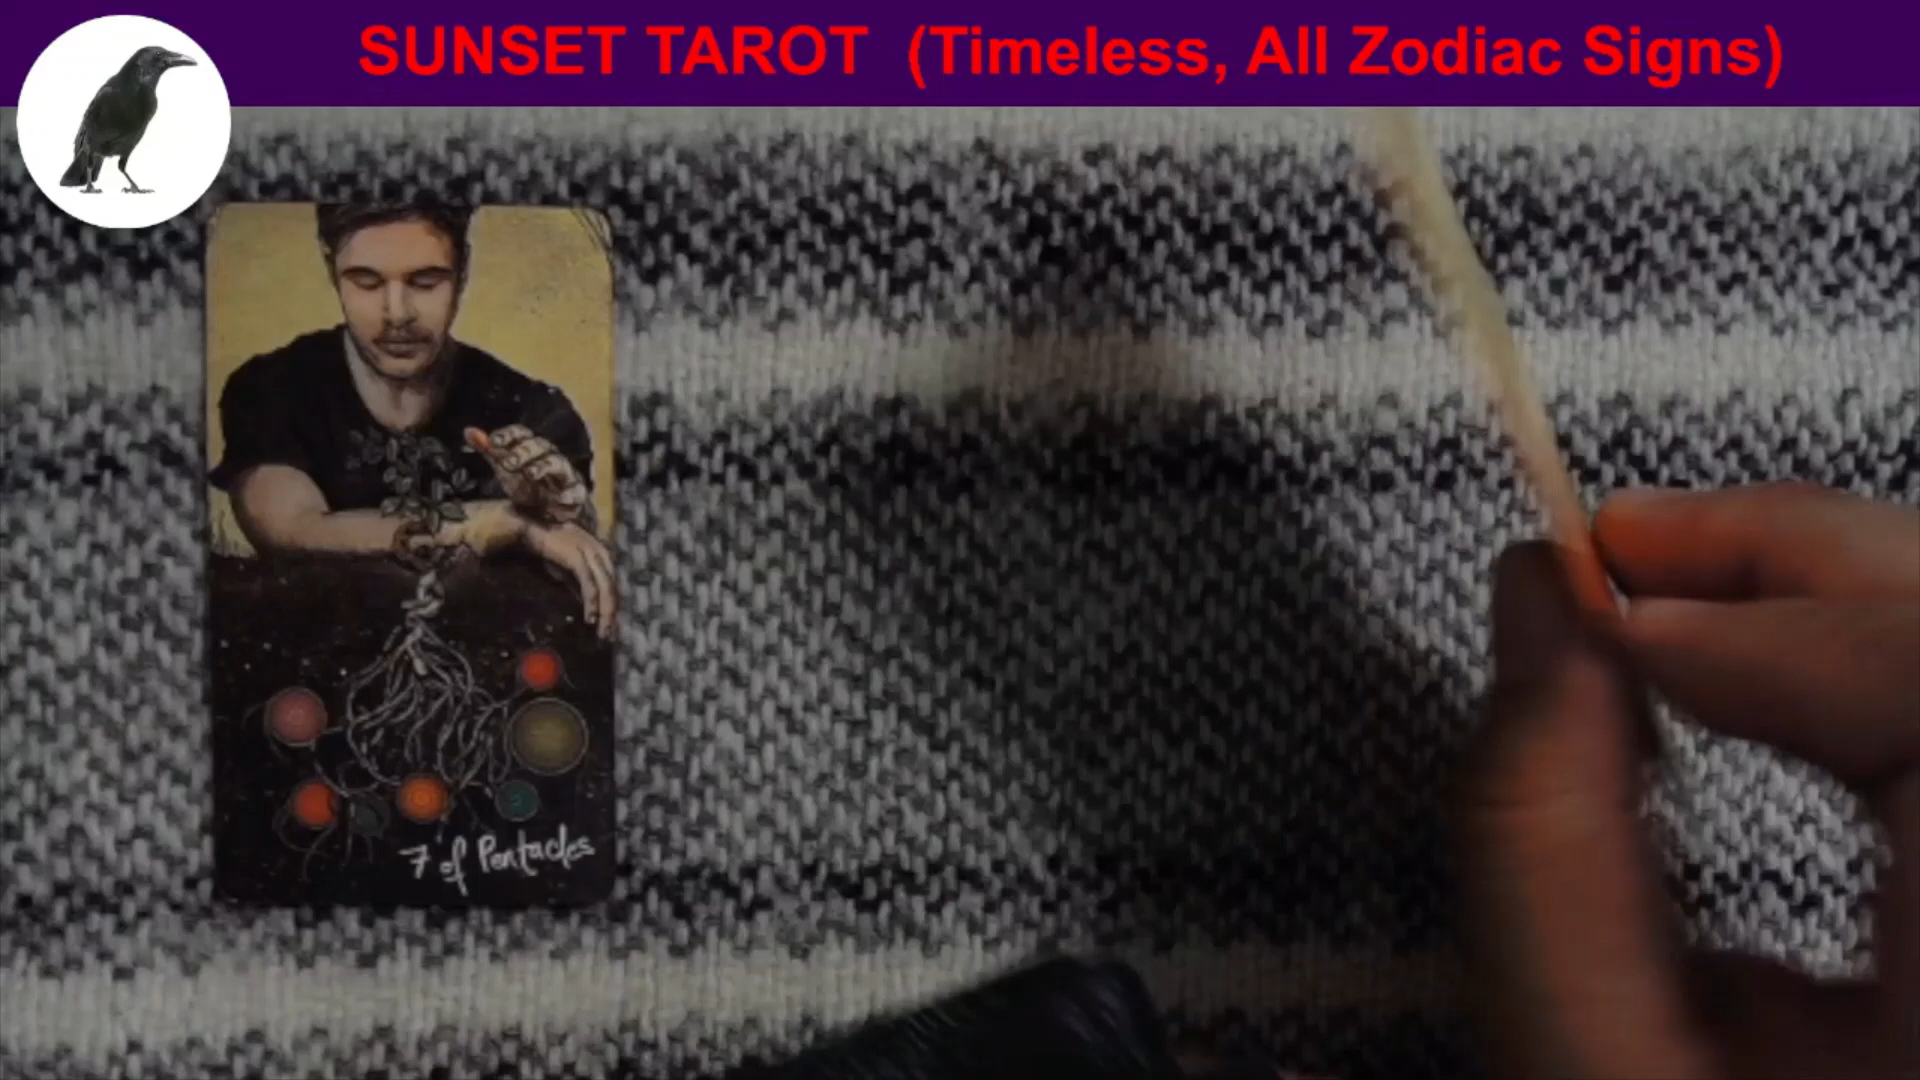 SUNSET TAROT (Timeless, All Zodiac Signs)
7 of Pentacles